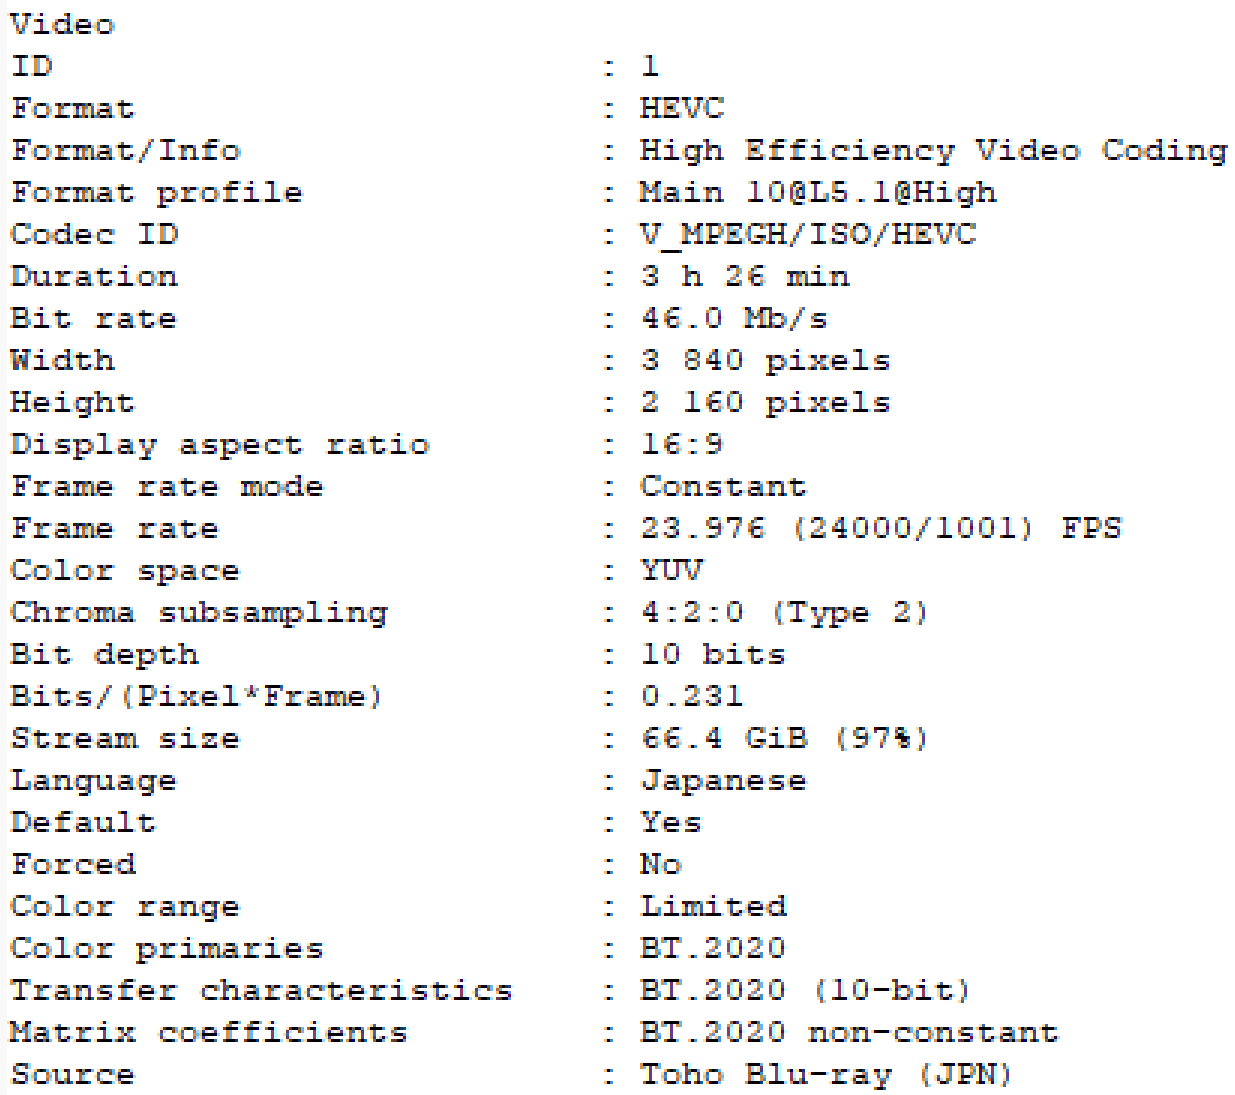 Video
ID : 1
Format : HEVC
Format/Info : High Efficiency Video Coding
Format profile : Main 10@L5.1@High
Codec ID : V_MPEGH/ISO/HEVC
Duration : 3 h 26 min
Bit rate : 46.0 Mb/s
Width : 3 840 pixels
Height : 2 160 pixels
Display aspect ratio : 16:9
Frame rate mode : Constant
Frame rate : 23.976 (24000/1001) FPS
Color space : YUV
Chroma subsampling : 4:2:0 (Type 2)
Bit depth : 10 bits
Bits/(Pixel*Frame) : 0.231
Stream size : 66.4 GiB (97%)
Language : Japanese
Default : Yes
Forced : No
Color range : Limited
Color primaries : BT.2020
Transfer characteristics : BT.2020 (10-bit)
Matrix coefficients : BT.2020 non-constant
Source : Toho Blu-ray (JPN)